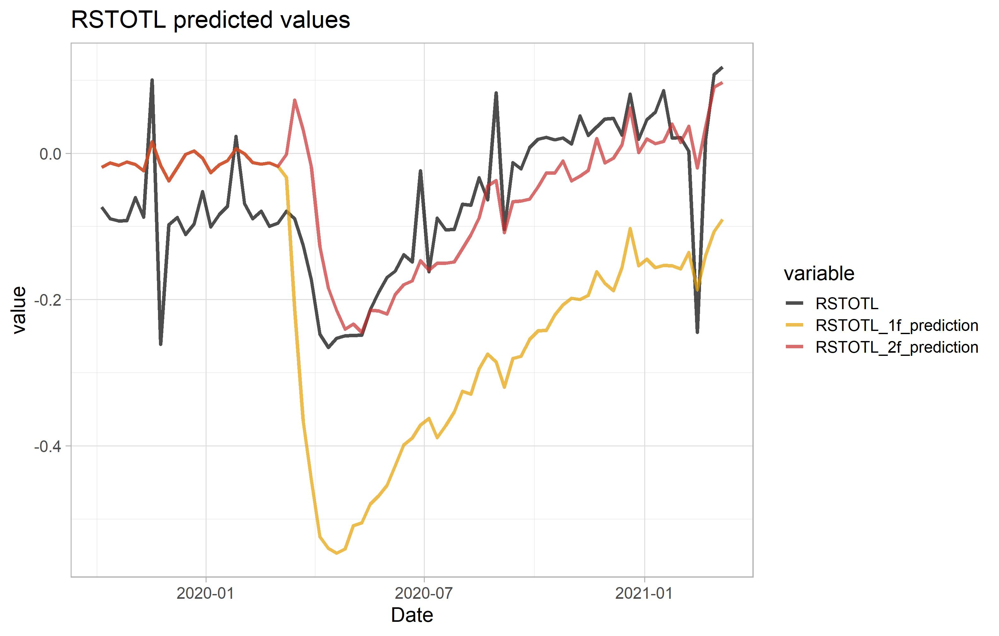 RSTOTL predicted values
value
0.0
-0.2
-0.4
2020-01
2020-07
2021-01
Date
variable
RSTOTL
RSTOTL_1f_prediction
RSTOTL_2f_prediction